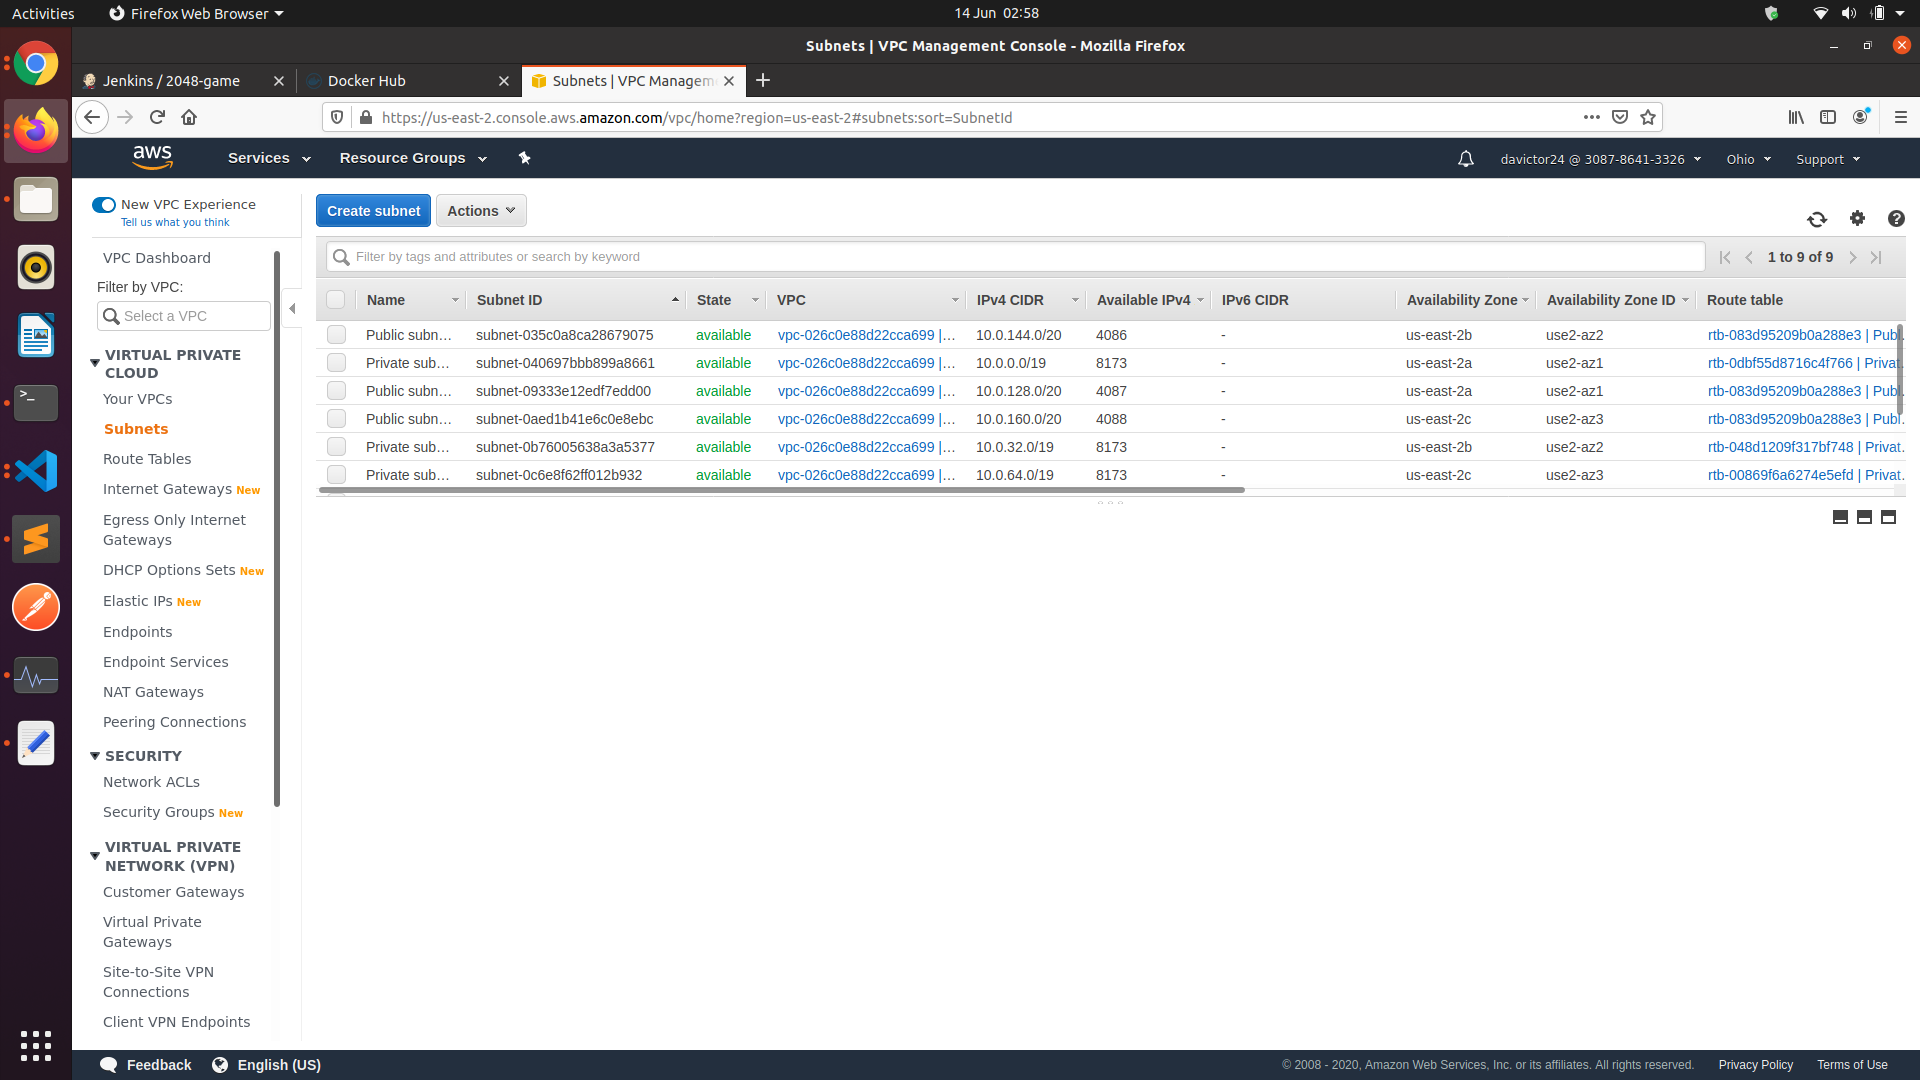 Activities
Firefox Web Browser
14 Jun 02:58
Subnets | VPC Management Console - Mozilla Firefox
Jenkins / 2048-game
Docker Hub
Subnets | VPC Managem
https://us-east-2.console.aws.amazon.com/vpc/home?region=us-east-2#subnets:sort=SubnetId
aws
Services
Resource Groups
davictor24 @ 3087-8641-3326
Ohio
Support
New VPC Experience
Tell us what you think
VPC Dashboard
Filter by VPC:
Select a VPC
VIRTUAL PRIVATE
CLOUD
Your VPCs
Subnets
Route Tables
Internet Gateways New
Egress Only Internet
Gateways
DHCP Options Sets New
Elastic IPs New
Endpoints
Endpoint Services
NAT Gateways
Peering Connections
SECURITY
Network ACLs
Security Groups New
VIRTUAL PRIVATE
NETWORK (VPN)
Customer Gateways
Virtual Private
Gateways
Site-to-Site VPN
Connections
Client VPN Endpoints
Create subnet
Actions
Filter by tags and attributes or search by keyword
1 to 9 of 9
Name Subnet ID State VPC IPv4 CIDR Available IPv4 IPv6 CIDR Availability Zone Availability Zone ID Route table
Public subn... subnet-035c0a8ca28679075 available vpc-026c0e88d22cca699 |... 10.0.144.0/20 4086 - us-east-2b use2-az2 rtb-083d95209b0a288e3 | Publ.
Private sub... subnet-040697bbb899a8661 available vpc-026c0e88d22cca699 |... 10.0.0.0/19 8173 - us-east-2a use2-az1 rtb-0dbf55d8716c4f766 | Privat.
Public subn... subnet-09333e12edf7edd00 available vpc-026c0e88d22cca699 |... 10.0.128.0/20 4087 - us-east-2a use2-az1 rtb-083d95209b0a288e3 | Publ.
Public subn... subnet-0aed1b41e6c0e8ebc available vpc-026c0e88d22cca699 |... 10.0.160.0/20 4088 - us-east-2c use2-az3 rtb-083d95209b0a288e3 | Publ.
Private sub... subnet-0b76005638a3a5377 available vpc-026c0e88d22cca699 |... 10.0.32.0/19 8173 - us-east-2b use2-az2 rtb-048d1209f317bf748 | Privat.
Private sub... subnet-0c6e8f62ff012b932 available vpc-026c0e88d22cca699 |... 10.0.64.0/19 8173 - us-east-2c use2-az3 rtb-00869f6a6274e5efd | Privat.
Feedback
English (US)
© 2008 - 2020, Amazon Web Services, Inc. or its affiliates. All rights reserved.
Privacy Policy
Terms of Use